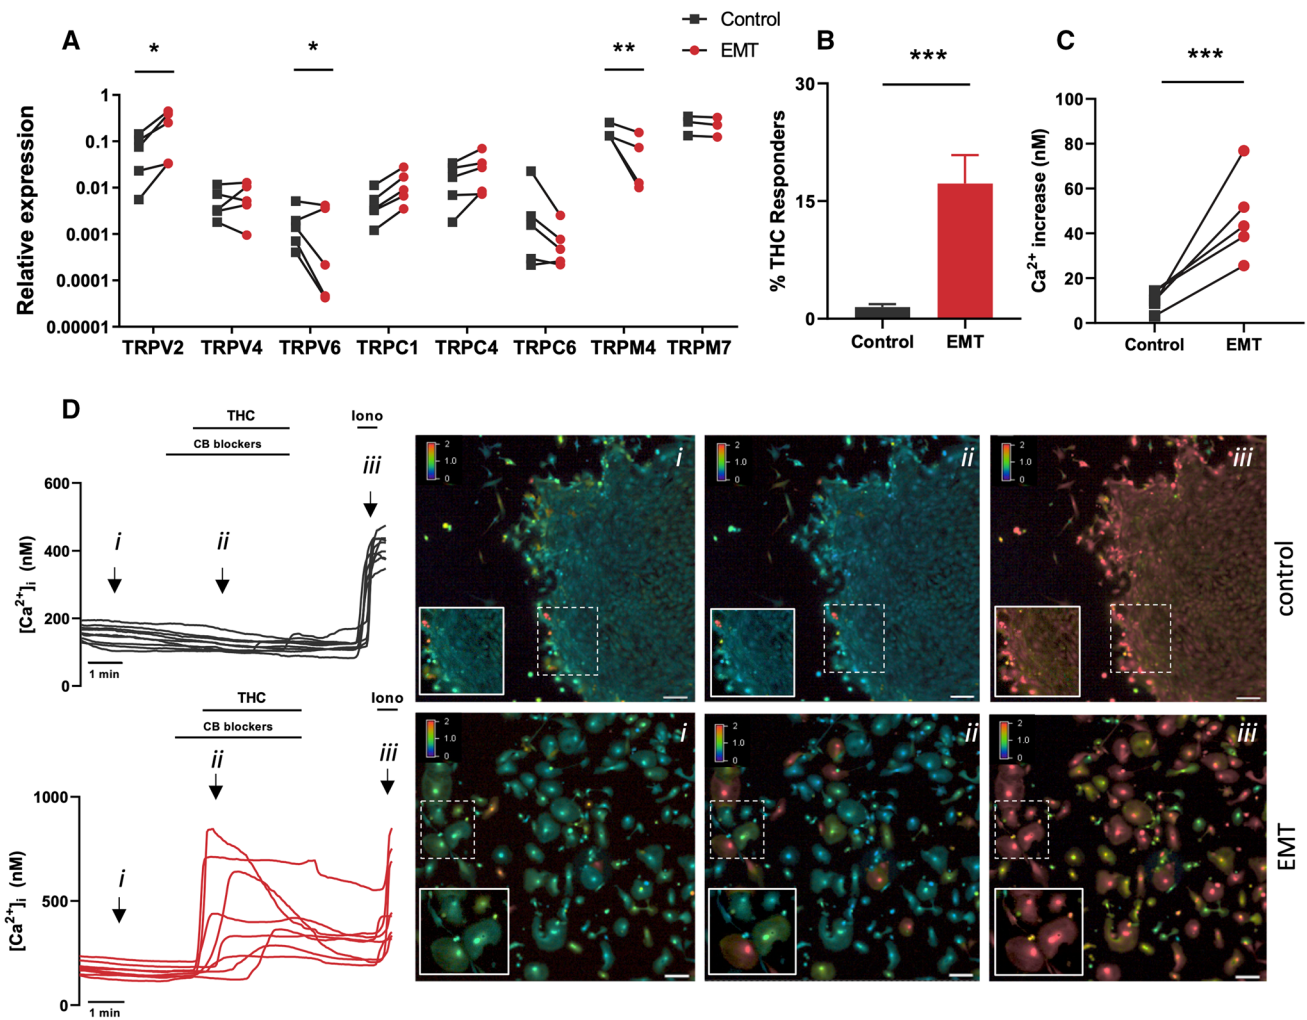 A
* * **
Control
EMT
Relative expression
1
0.1
0.01
0.001
0.0001
0.00001
TRPV2 TRPV4 TRPV6 TRPC1 TRPC4 TRPC6 TRPM4 TRPM7
B
***
% THC Responders
30
15
0
Control EMT
C
***
Ca2+ increase (nM)
100
80
60
40
20
0
Control EMT
D
THC
CB blockers
Iono
i
ii
iii
[Ca2+]i (nM)
600
400
200
0
1 min
2
1.0
0
i
2
1.0
0
ii
2
1.0
0
iii
control
THC
CB blockers
Iono
i
ii
iii
[Ca2+]i (nM)
1000
500
0
1 min
2
1.0
0
i
2
1.0
0
ii
2
1.0
0
iii
EMT